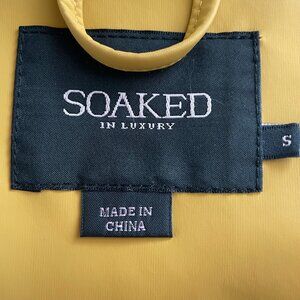 SOAKED
IN LUXURY
S
MADE IN
CHINA